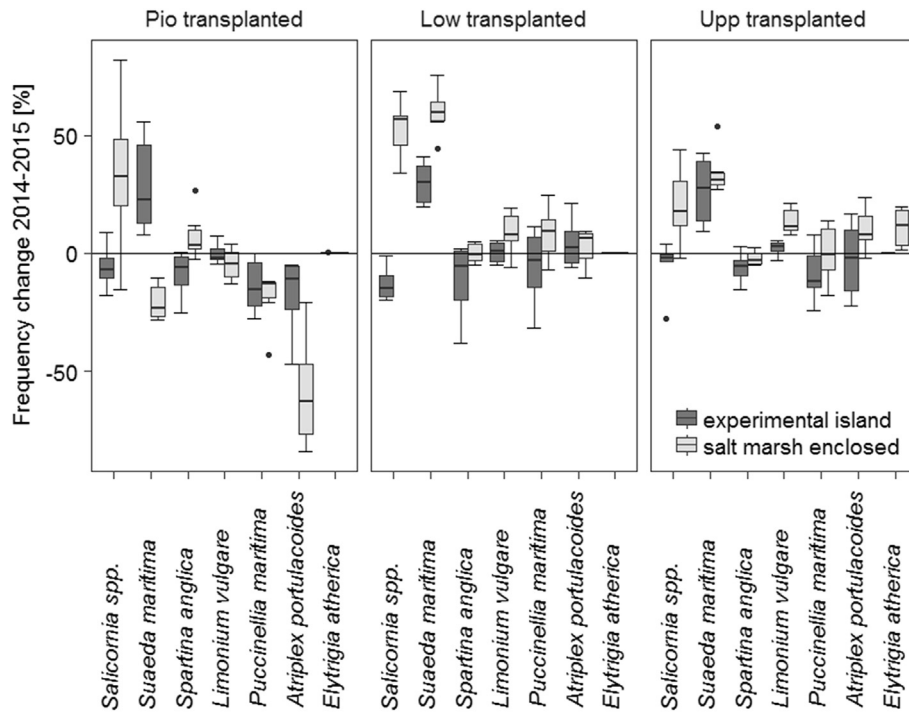 Pio transplanted Low transplanted Upp transplanted
Frequency change 2014-2015 [%]
50
0
-50
experimental island
salt marsh enclosed
Salicornia spp.
Suaeda maritima
Spartina anglica
Limonium vulgare
Puccinellia maritima
Atriplex portulacoides
Elytrigia atherica
Salicornia spp.
Suaeda maritima
Spartina anglica
Limonium vulgare
Puccinellia maritima
Atriplex portulacoides
Elytrigia atherica
Salicornia spp.
Suaeda maritima
Spartina anglica
Limonium vulgare
Puccinellia maritima
Atriplex portulacoides
Elytrigia atherica